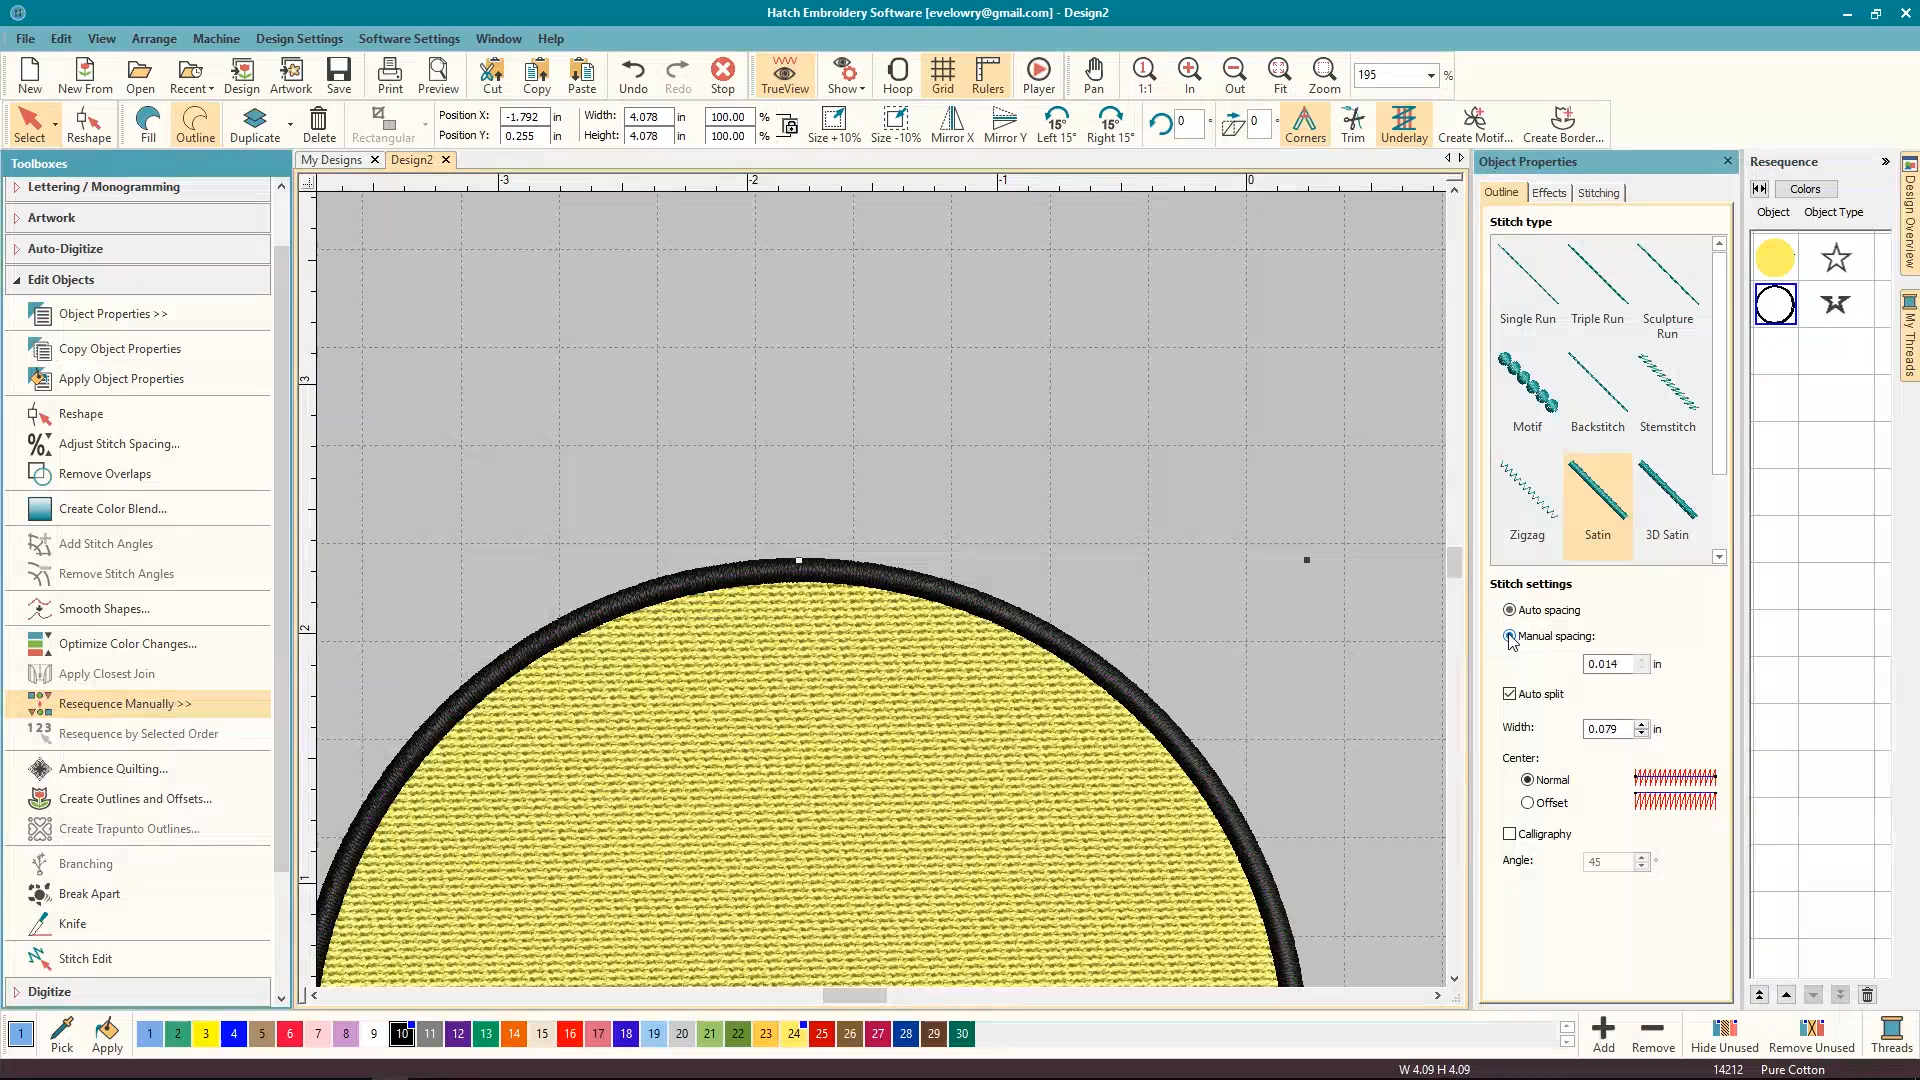 Hatch Embroidery Software [evelowry@gmail.com] - Design2
File Edit View Arrange Machine Design Settings Software Settings Window Help
New New From Open Recent Design Artwork Save Print Preview Cut Copy Paste Undo Redo Stop TrueView Show Hoop Grid Rulers Player Pan 1:1 In Out Fit Zoom 195 %
Select Reshape Fill Outline Duplicate Delete Rectangular
Position X: -1.792 in Width: 4.078 in 100.00 %
Position Y: 0.255 in Height: 4.078 in 100.00 %
Size +10% Size -10% Mirror X Mirror Y 15° Left 15° 15° Right 15° 0 ° 0 ° Corners Trim Underlay Create Motif... Create Border...
Toolboxes
Lettering / Monogramming
Artwork
Auto-Digitize
Edit Objects
Object Properties >>
Copy Object Properties
Apply Object Properties
Reshape
Adjust Stitch Spacing...
Remove Overlaps
Create Color Blend...
Add Stitch Angles
Remove Stitch Angles
Smooth Shapes...
Optimize Color Changes...
Apply Closest Join
Resequence Manually >>
123 Resequence by Selected Order
Ambience Quilting...
Create Outlines and Offsets...
Create Trapunto Outlines...
Branching
Break Apart
Knife
Stitch Edit
Digitize
My Designs Design2
-3 -2 -1 0
3
2
1
Object Properties
Outline Effects Stitching
Stitch type
Single Run Triple Run Sculpture Run
Motif Backstitch Stemstitch
Zigzag Satin 3D Satin
Stitch settings
Auto spacing
Manual spacing:
0.014 in
Auto split
Width: 0.079 in
Center:
Normal
Offset
Calligraphy
Angle: 45 °
Resequence
Colors
Object Object Type
Design Overview
My Threads
1 Pick Apply 1 2 3 4 5 6 7 8 9 10 11 12 13 14 15 16 17 18 19 20 21 22 23 24 25 26 27 28 29 30 Add Remove Hide Unused Remove Unused Threads
W 4.09 H 4.09 14212 Pure Cotton